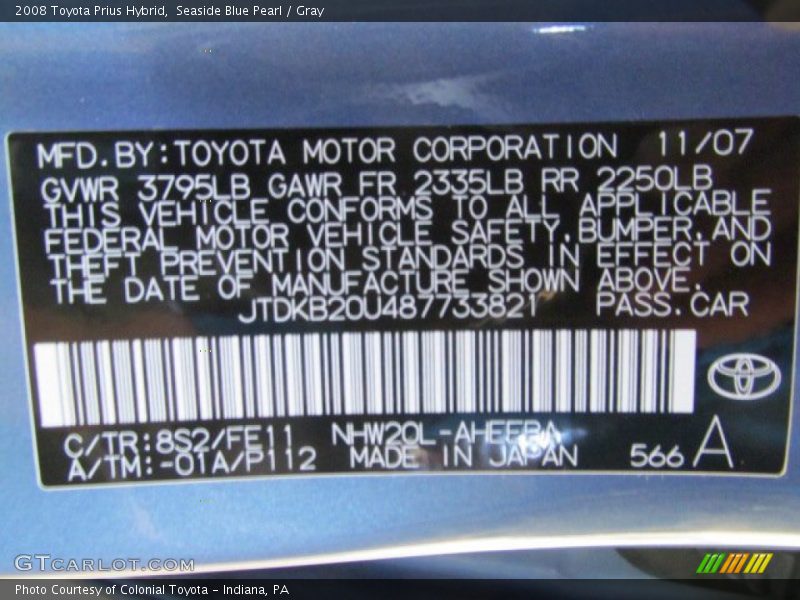 2008 Toyota Prius Hybrid, Seaside Blue Pearl / Gray
MFD.BY:TOYOTA MOTOR CORPORATION 11/07
GVWR 3795LB GAWR FR 2335LB RR 2250LB
THIS VEHICLE CONFORMS TO ALL APPLICABLE
FEDERAL MOTOR VEHICLE SAFETY,BUMPER,AND
THEFT PREVENTION STANDARDS IN EFFECT ON
THE DATE OF MANUFACTURE SHOWN ABOVE.
JTDKB20U487733821 PASS.CAR
C/TR:8S2/FE11 NHW20L-AHEEBA
A/TM:-01A/P112 MADE IN JAPAN 566 A
GTCARLOT.COM
Photo Courtesy of Colonial Toyota - Indiana, PA